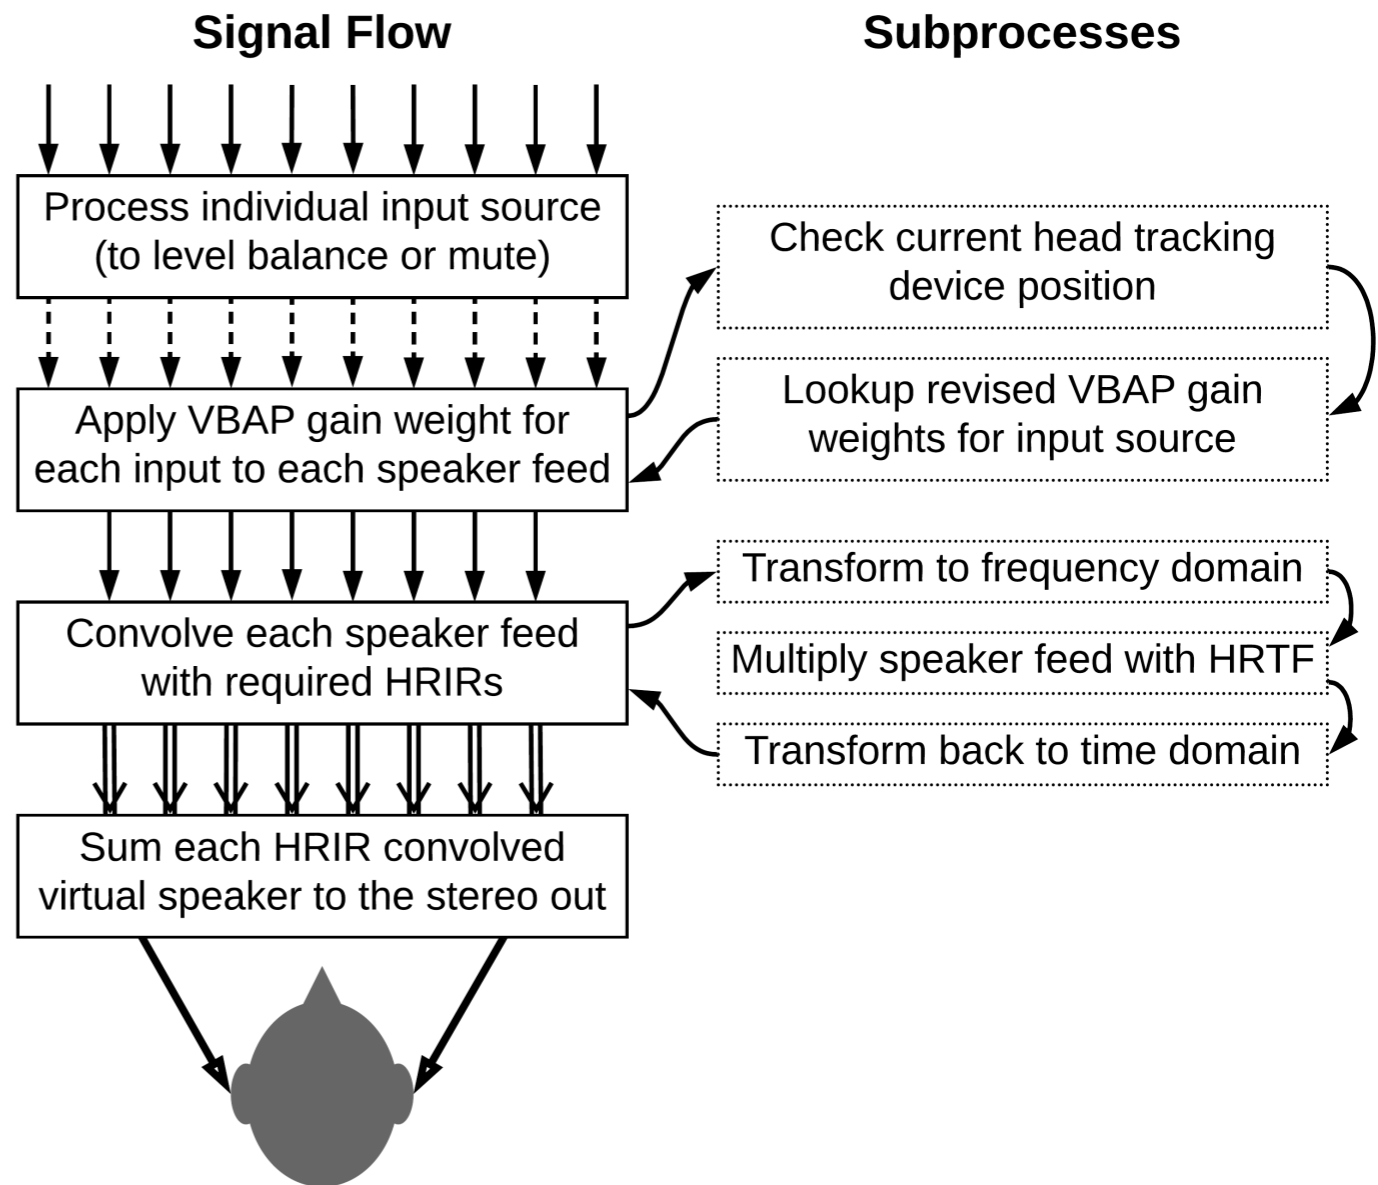 Signal Flow
Subprocesses
Process individual input source
(to level balance or mute)
Check current head tracking
device position
Apply VBAP gain weight for
each input to each speaker feed
Lookup revised VBAP gain
weights for input source
Convolve each speaker feed
with required HRIRs
Transform to frequency domain
Multiply speaker feed with HRTF
Transform back to time domain
Sum each HRIR convolved
virtual speaker to the stereo out